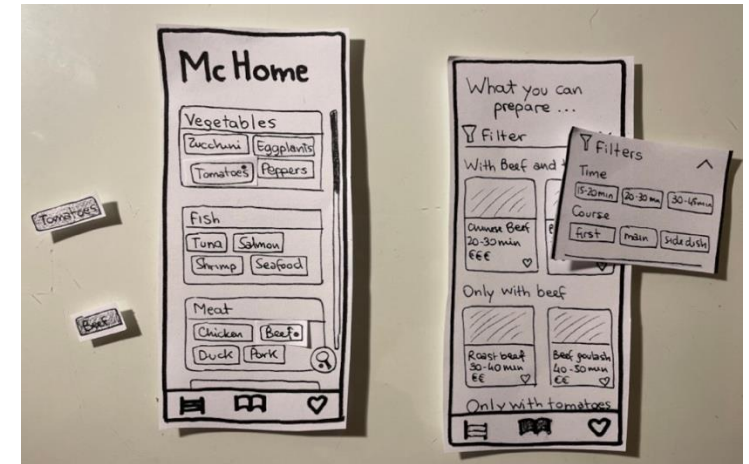 Tomatoes
Beef
Mc Home
Vegetables
Zucchini Eggplants
Tomatoes Peppers
Fish
Tuna Salmon
Shrimp Seafood
Meat
Chicken Beef
Duck Pork
What you can
prepare ...
Filter
With Beef and
Chinese Beef
20-30 min
€€€
Only with beef
Roast beef
30-40 min
€€
Beef goulash
40-50 min
€€
Only with tomatoes
Filters
Time
15-20 min 20-30 min 30-45 min
Course
first main side dish